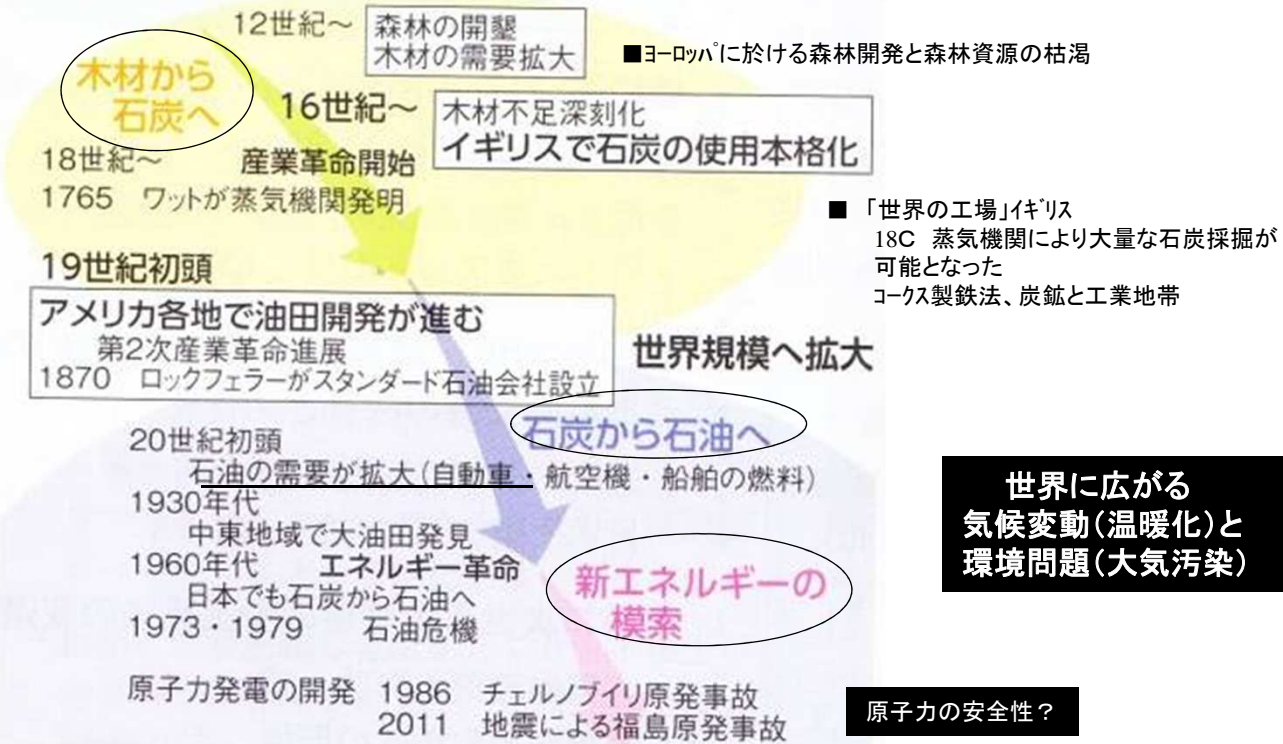 12世紀～ 森林の開墾
木材の需要拡大
■ﾖｰﾛｯﾊﾟに於ける森林開発と森林資源の枯渇
木材から
石炭へ
16世紀～ 木材不足深刻化
イギリスで石炭の使用本格化
18世紀～ 産業革命開始
1765 ワットが蒸気機関発明
■ 「世界の工場」ｲｷﾞﾘｽ
18C 蒸気機関により大量な石炭採掘が
可能となった
ｺｰｸｽ製鉄法、炭鉱と工業地帯
19世紀初頭
アメリカ各地で油田開発が進む
第2次産業革命進展
1870 ロックフェラーがスタンダード石油会社設立
世界規模へ拡大
石炭から石油へ
20世紀初頭
石油の需要が拡大(自動車・航空機・船舶の燃料)
1930年代
中東地域で大油田発見
1960年代 エネルギー革命
日本でも石炭から石油へ
1973・1979 石油危機
新エネルギーの
模索
世界に広がる
気候変動(温暖化)と
環境問題(大気汚染)
原子力発電の開発 1986 チェルノブイリ原発事故
2011 地震による福島原発事故
原子力の安全性？